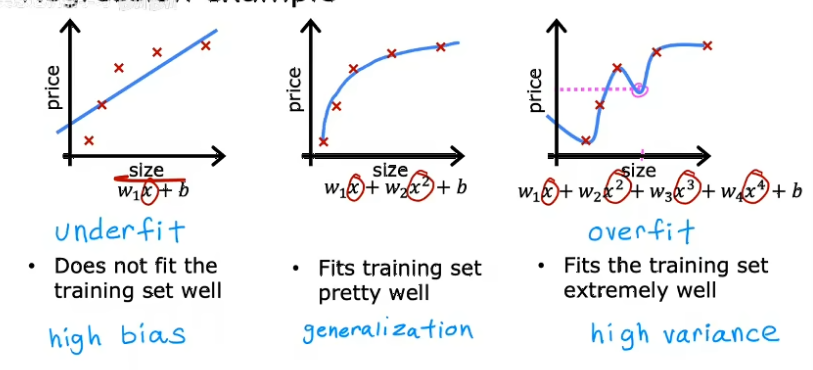 price
size
w₁x + b
underfit
• Does not fit the
training set well
high bias
price
size
w₁x + w₂x² + b
• Fits training set
pretty well
generalization
price
size
w₁x + w₂x² + w₃x³ + w₄x⁴ + b
overfit
• Fits the training set
extremely well
high variance